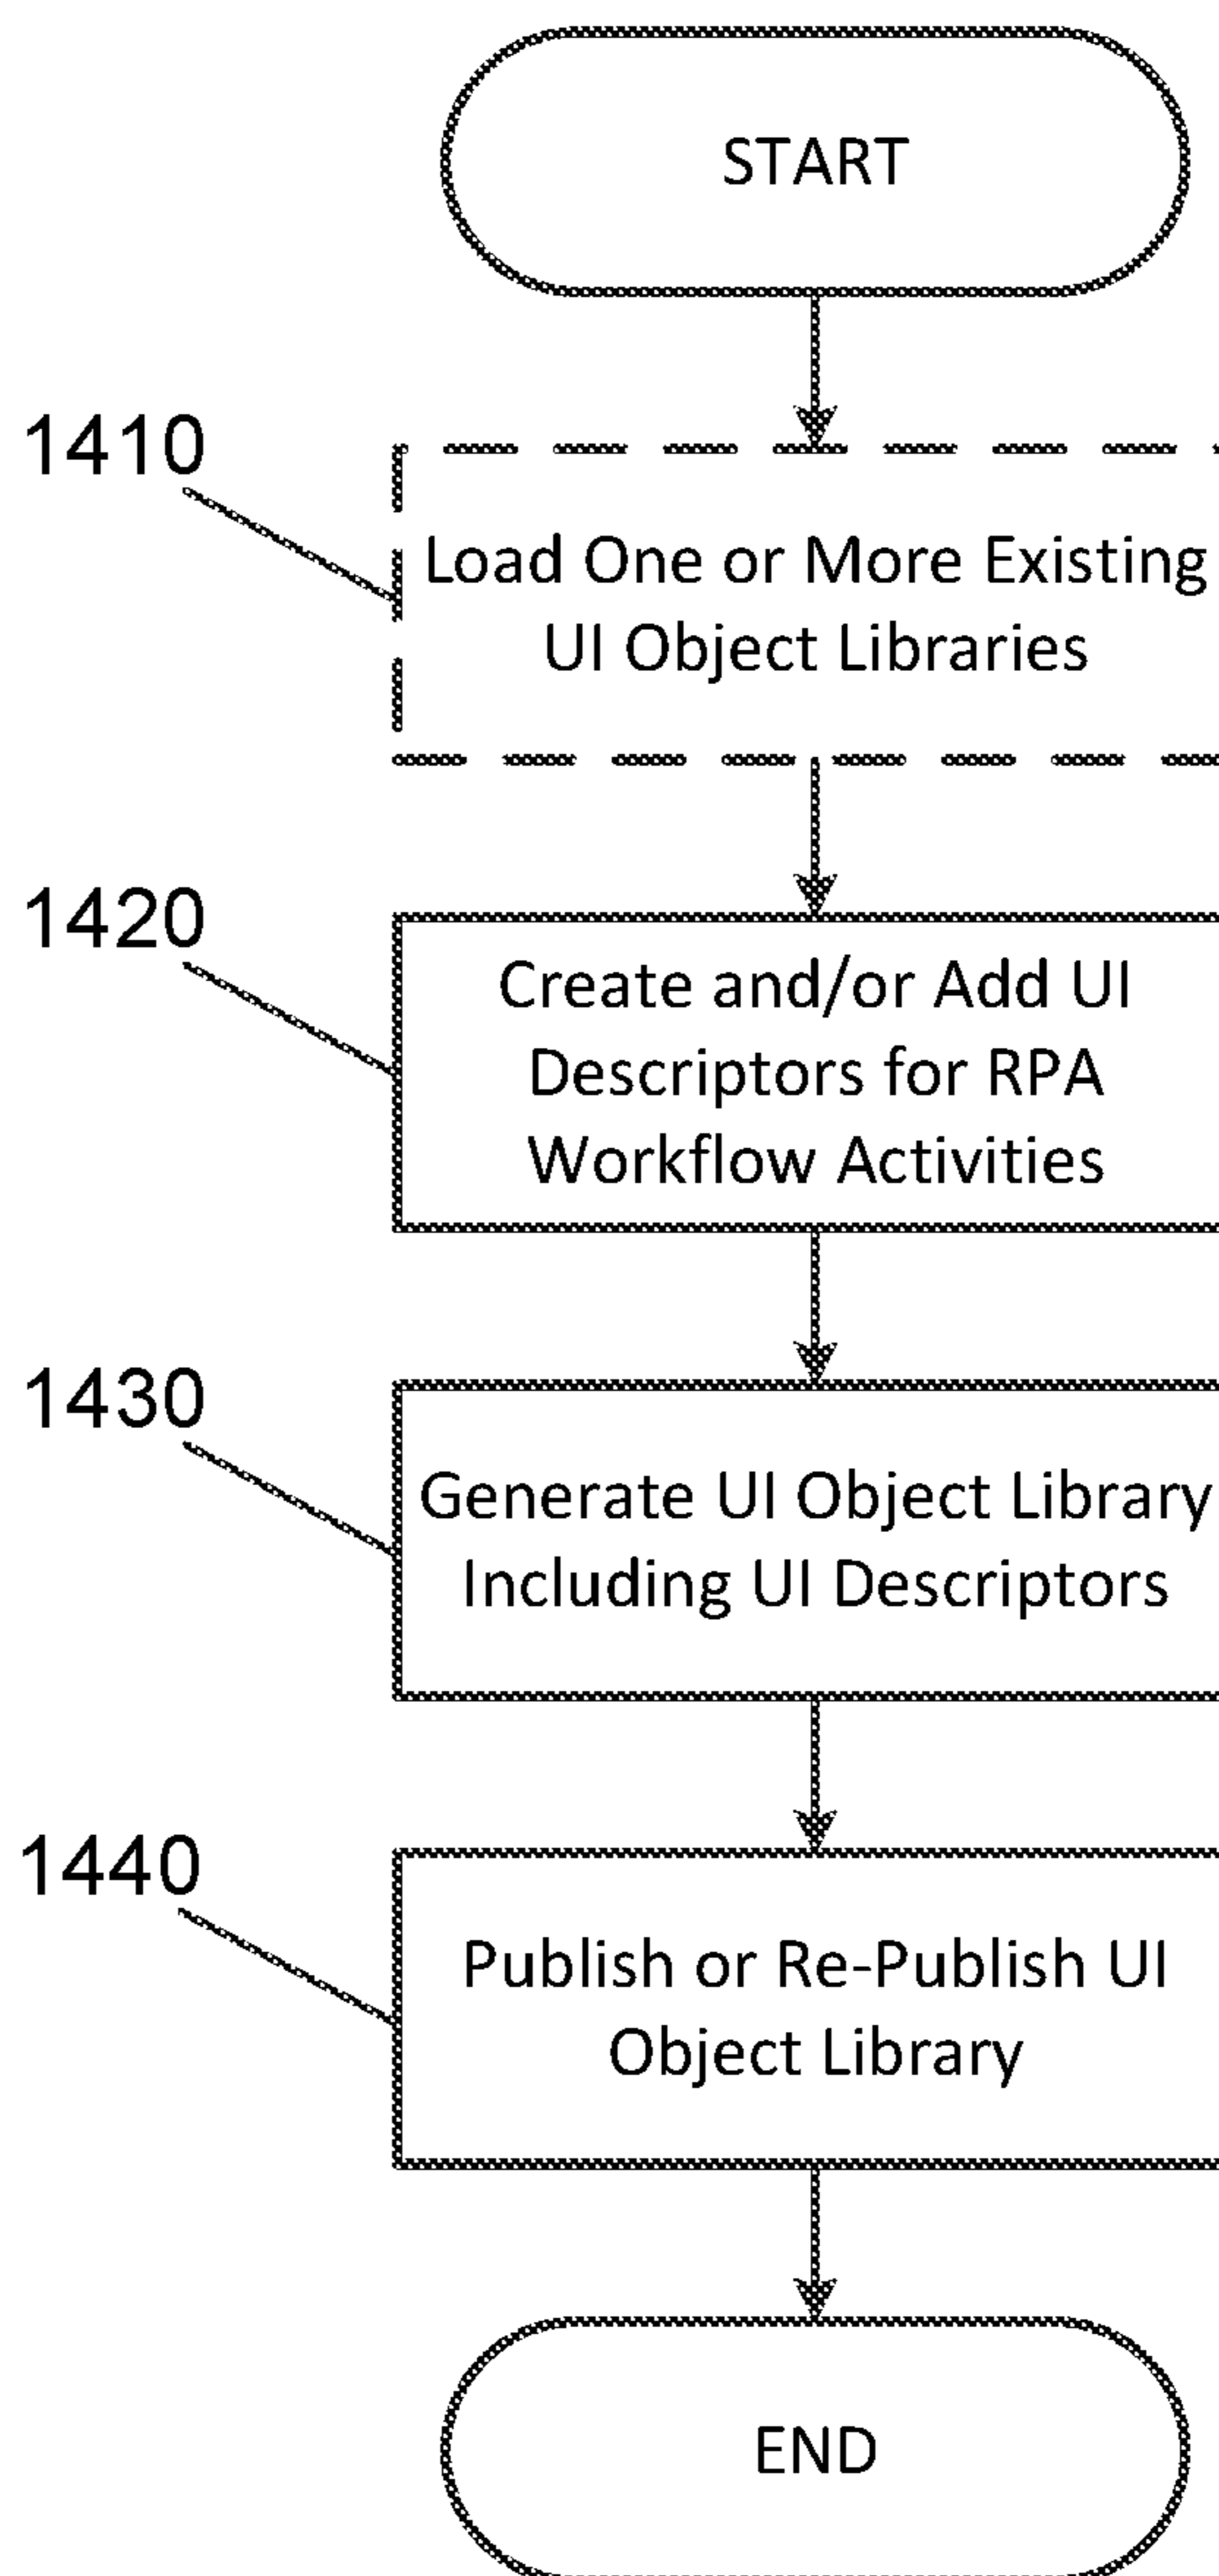 START
1410
Load One or More Existing
UI Object Libraries
1420
Create and/or Add UI
Descriptors for RPA
Workflow Activities
1430
Generate UI Object Library
Including UI Descriptors
1440
Publish or Re-Publish UI
Object Library
END